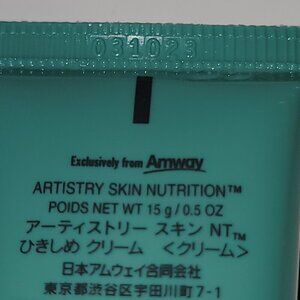 031023
Exclusively from Amway
ARTISTRY SKIN NUTRITION™
POIDS NET WT 15 g / 0.5 OZ
アーティストリー スキン NT™
ひきしめ クリーム 〈クリーム〉
日本アムウェイ合同会社
東京都渋谷区宇田川町7-1